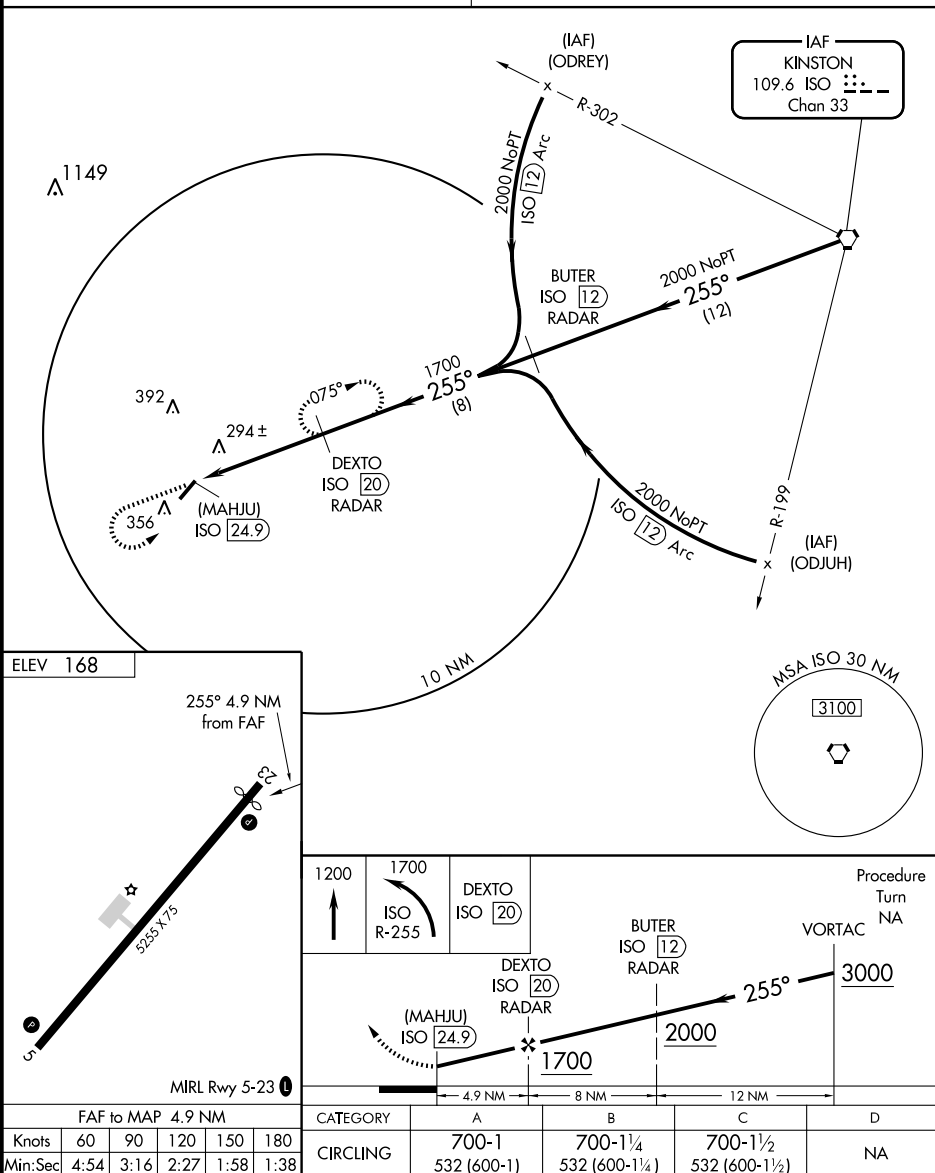 (IAF)
(ODREY)
R-302
IAF
KINSTON
109.6 ISO
Chan 33
1149
2000 NoPT
ISO 12 Arc
BUTER
ISO 12
RADAR
2000 NoPT
255°
(12)
1700
255°
(8)
075°
392
294 ±
DEXTO
ISO 20
RADAR
(MAHJU)
ISO 24.9
356
2000 NoPT
ISO 12 Arc
R-199
(IAF)
(ODJUH)
10 NM
MSA ISO 30 NM
3100
ELEV 168
255° 4.9 NM
from FAF
23
P
5255 X 75
P
5
MIRL Rwy 5-23 L
FAF to MAP 4.9 NM
Knots 60 90 120 150 180
Min:Sec 4:54 3:16 2:27 1:58 1:38
1200
1700
ISO
R-255
DEXTO
ISO 20
Procedure
Turn
NA
VORTAC
BUTER
ISO 12
RADAR
DEXTO
ISO 20
RADAR
(MAHJU)
ISO 24.9
255°
3000
2000
1700
4.9 NM 8 NM 12 NM
CATEGORY A B C D
CIRCLING 700-1 700-1¼ 700-1½ NA
532 (600-1) 532 (600-1¼) 532 (600-1½)